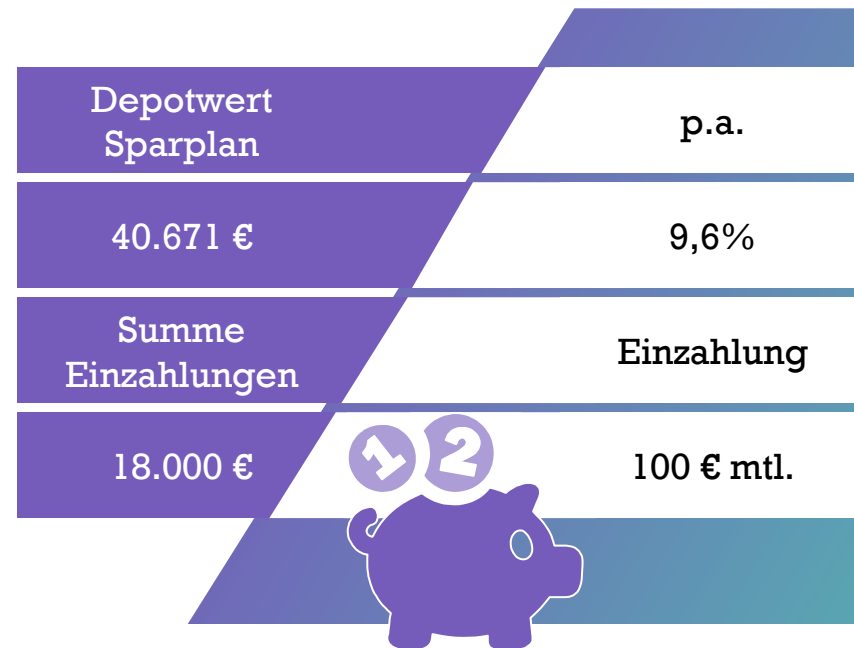 Depotwert
Sparplan
p.a.
40.671 €
9,6%
Summe
Einzahlungen
Einzahlung
18.000 €
1 2
100 € mtl.